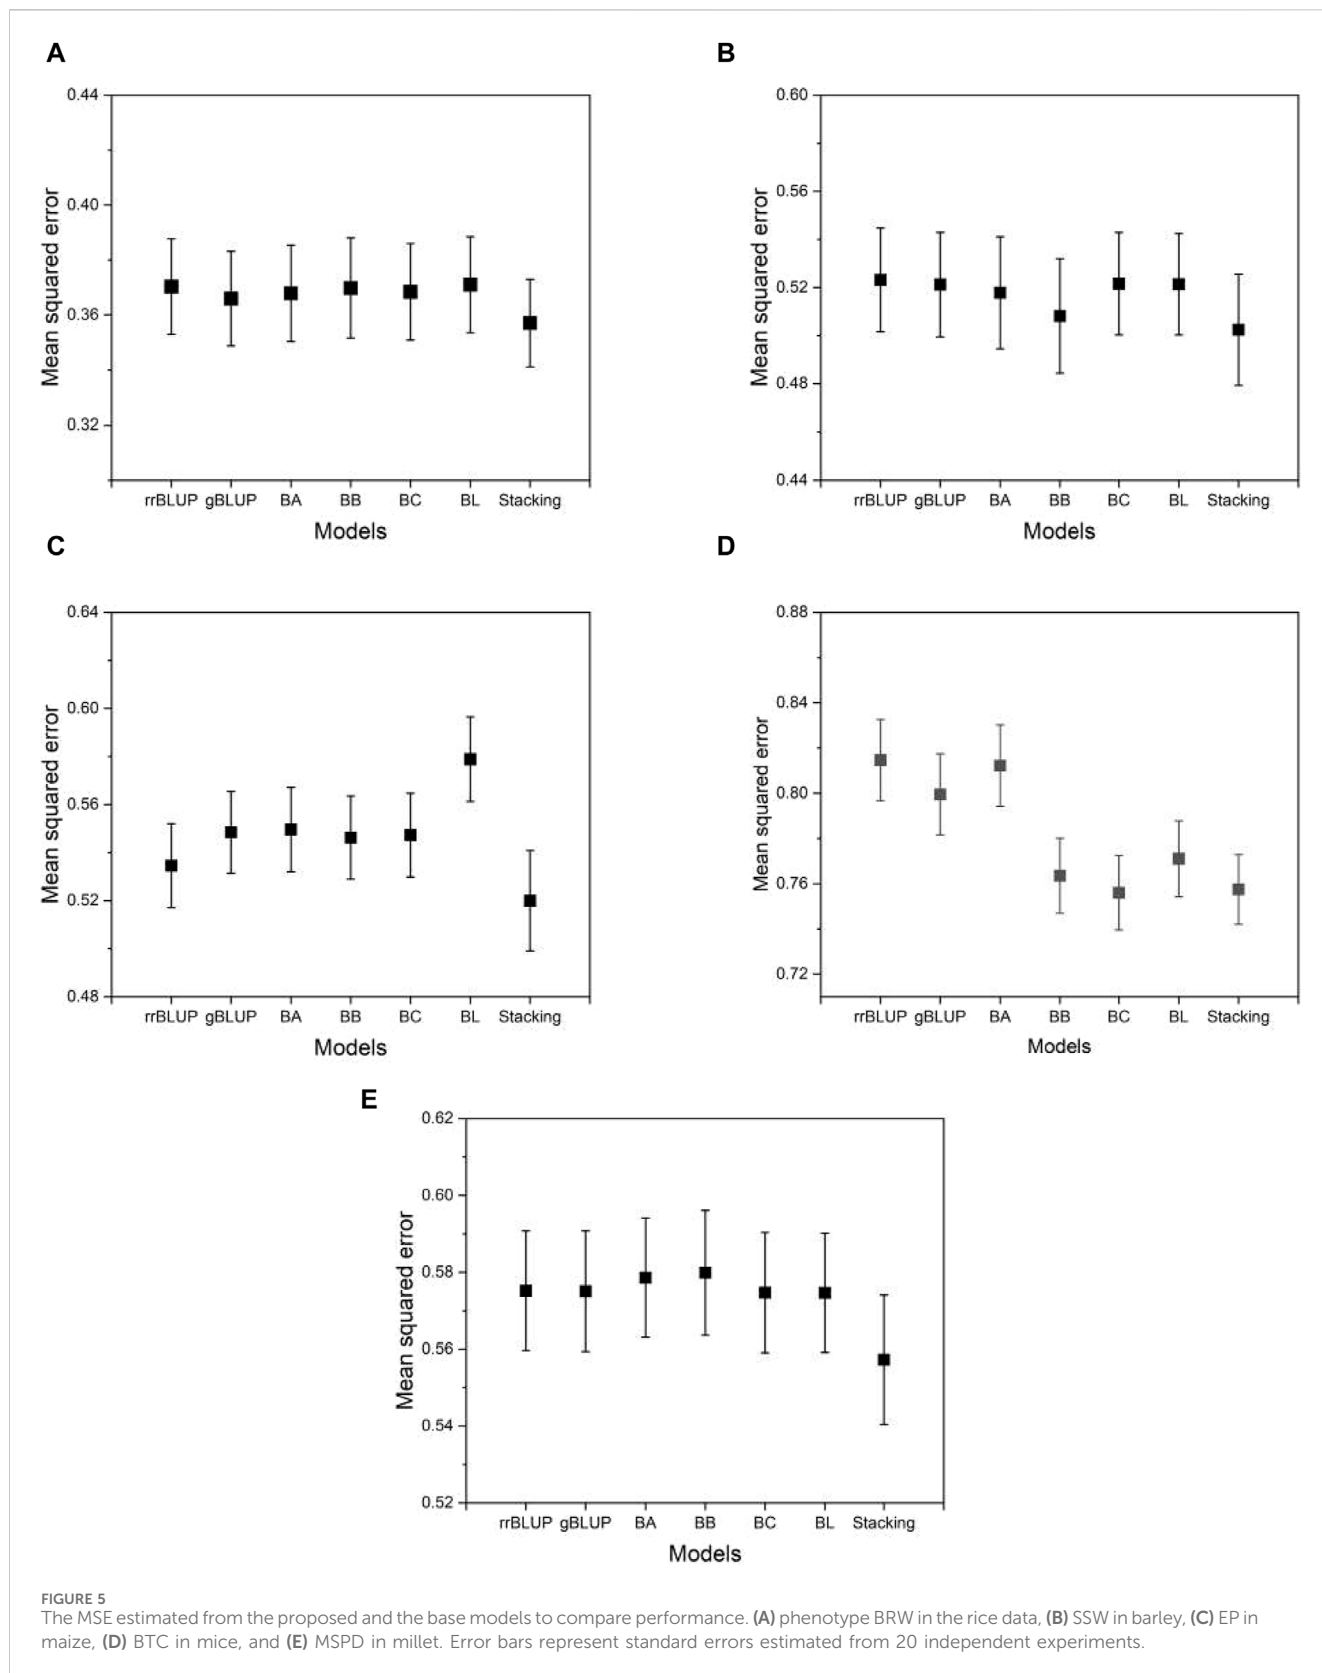 A
0.44
0.40
0.36
0.32
Mean squared error
rrBLUP gBLUP BA BB BC BL Stacking
Models
B
0.60
0.56
0.52
0.48
0.44
Mean squared error
rrBLUP gBLUP BA BB BC BL Stacking
Models
C
0.64
0.60
0.56
0.52
0.48
Mean squared error
rrBLUP gBLUP BA BB BC BL Stacking
Models
D
0.88
0.84
0.80
0.76
0.72
Mean squared error
rrBLUP gBLUP BA BB BC BL Stacking
Models
E
0.62
0.60
0.58
0.56
0.54
0.52
Mean squared error
rrBLUP gBLUP BA BB BC BL Stacking
Models
FIGURE 5
The MSE estimated from the proposed and the base models to compare performance. (A) phenotype BRW in the rice data, (B) SSW in barley, (C) EP in
maize, (D) BTC in mice, and (E) MSPD in millet. Error bars represent standard errors estimated from 20 independent experiments.